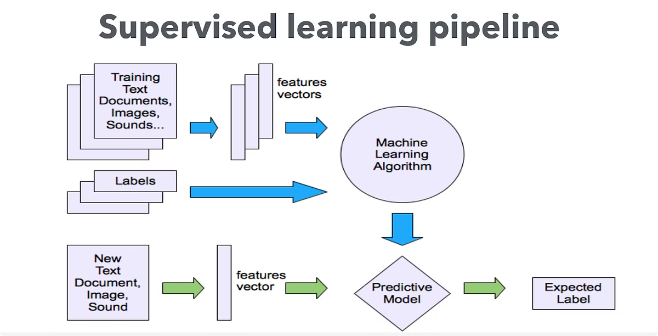 Supervised learning pipeline
Training
Text
Documents,
Images,
Sounds...
features
vectors
Machine
Learning
Algorithm
Labels
New
Text
Document,
Image,
Sound
features
vector
Predictive
Model
Expected
Label